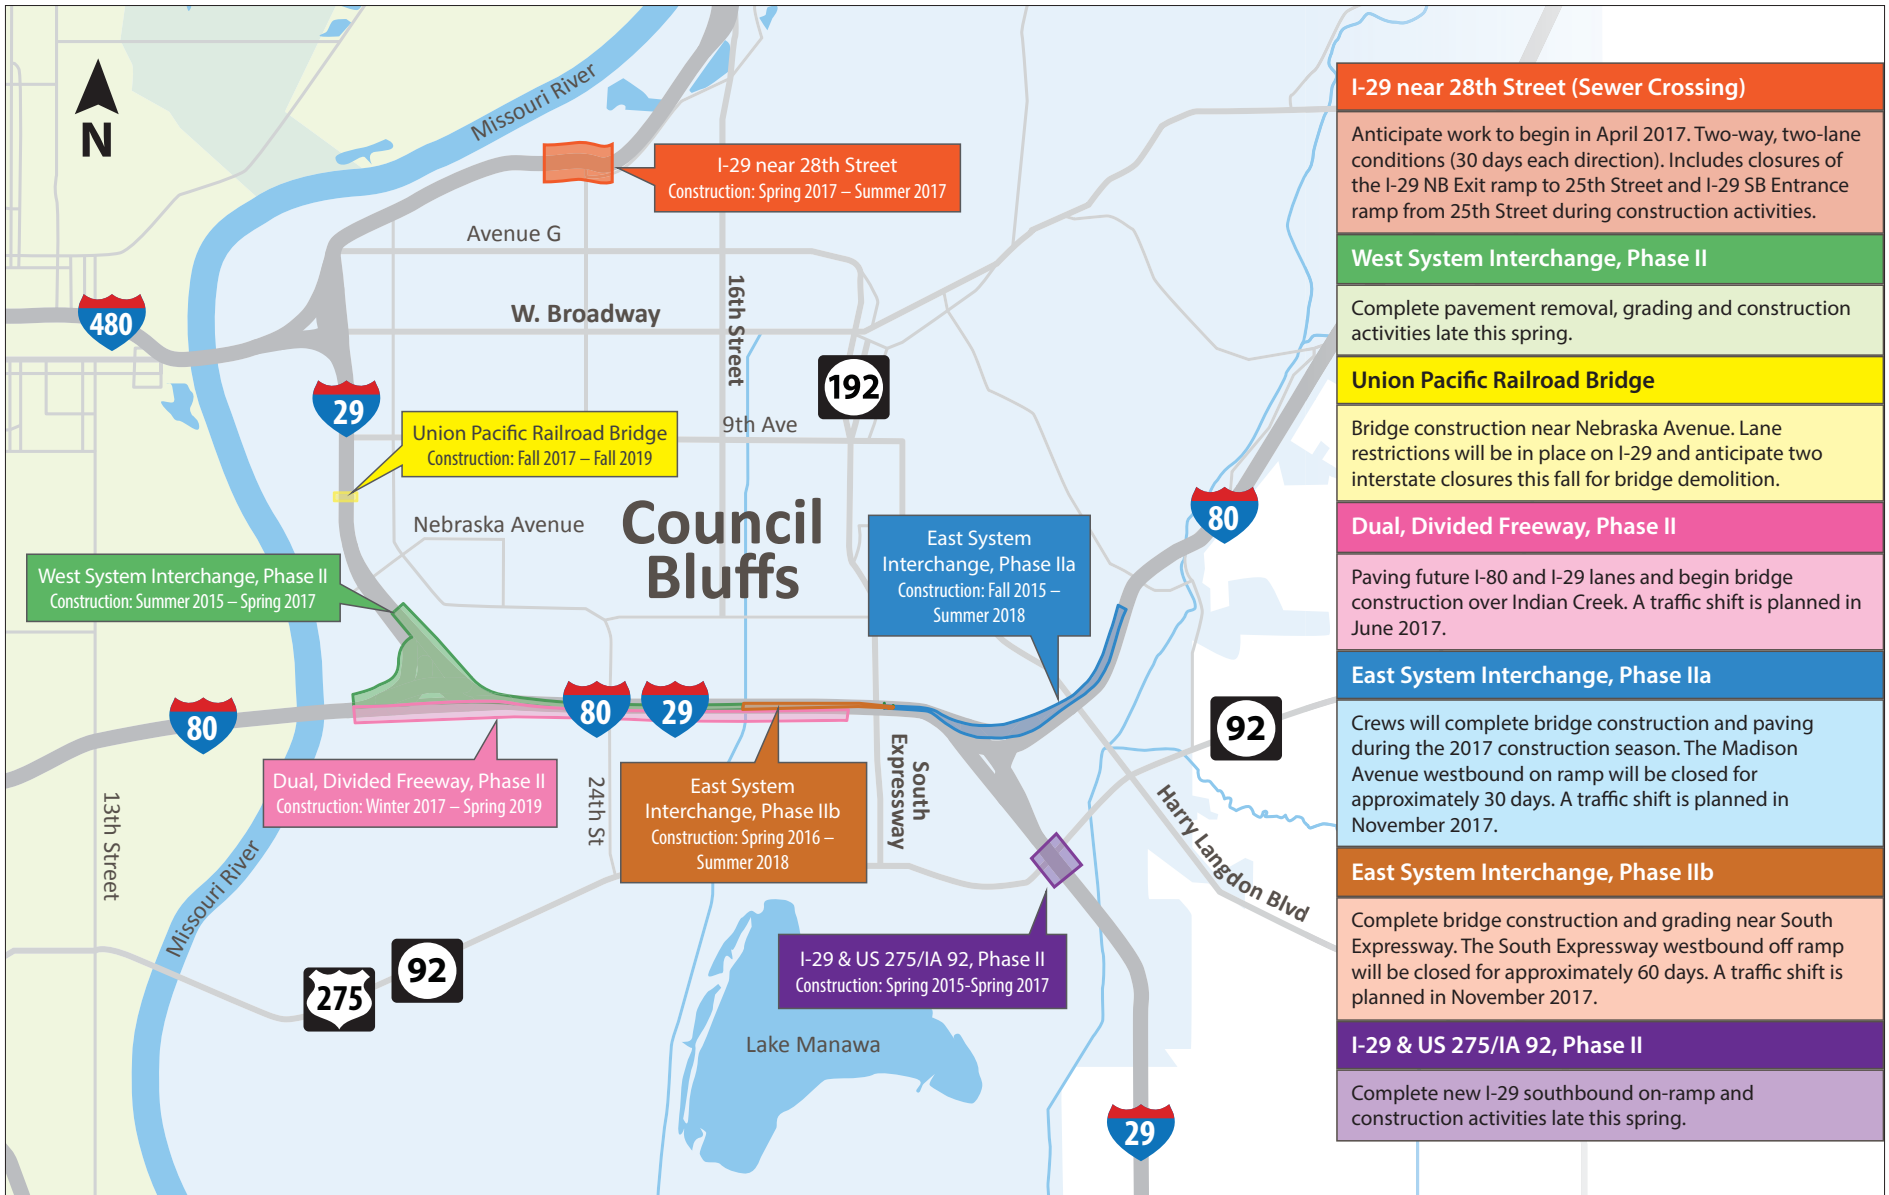 N
Missouri River
I-29 near 28th Street
Construction: Spring 2017 – Summer 2017
Avenue G
W. Broadway
16th Street
480
29
192
9th Ave
Union Pacific Railroad Bridge
Construction: Fall 2017 – Fall 2019
Nebraska Avenue
Council
Bluffs
80
East System
Interchange, Phase IIa
Construction: Fall 2015 –
Summer 2018
West System Interchange, Phase II
Construction: Summer 2015 – Spring 2017
80
80
29
92
Dual, Divided Freeway, Phase II
Construction: Winter 2017 – Spring 2019
East System
Interchange, Phase IIb
Construction: Spring 2016 –
Summer 2018
South
Expressway
13th Street
24th St
Harry Langdon Blvd
Missouri River
I-29 & US 275/IA 92, Phase II
Construction: Spring 2015-Spring 2017
275
92
Lake Manawa
29
I-29 near 28th Street (Sewer Crossing)
Anticipate work to begin in April 2017. Two-way, two-lane
conditions (30 days each direction). Includes closures of
the I-29 NB Exit ramp to 25th Street and I-29 SB Entrance
ramp from 25th Street during construction activities.
West System Interchange, Phase II
Complete pavement removal, grading and construction
activities late this spring.
Union Pacific Railroad Bridge
Bridge construction near Nebraska Avenue. Lane
restrictions will be in place on I-29 and anticipate two
interstate closures this fall for bridge demolition.
Dual, Divided Freeway, Phase II
Paving future I-80 and I-29 lanes and begin bridge
construction over Indian Creek. A traffic shift is planned in
June 2017.
East System Interchange, Phase IIa
Crews will complete bridge construction and paving
during the 2017 construction season. The Madison
Avenue westbound on ramp will be closed for
approximately 30 days. A traffic shift is planned in
November 2017.
East System Interchange, Phase IIb
Complete bridge construction and grading near South
Expressway. The South Expressway westbound off ramp
will be closed for approximately 60 days. A traffic shift is
planned in November 2017.
I-29 & US 275/IA 92, Phase II
Complete new I-29 southbound on-ramp and
construction activities late this spring.